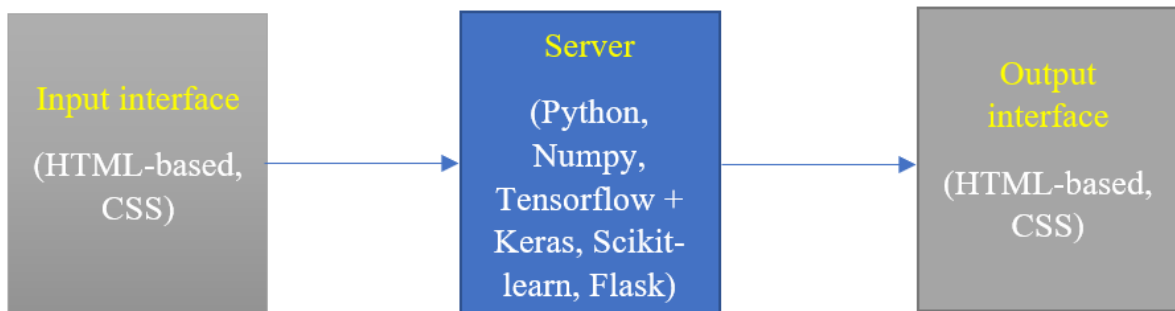 Input interface
(HTML-based,
CSS)
Server
(Python,
Numpy,
Tensorflow +
Keras, Scikit-
learn, Flask)
Output
interface
(HTML-based,
CSS)